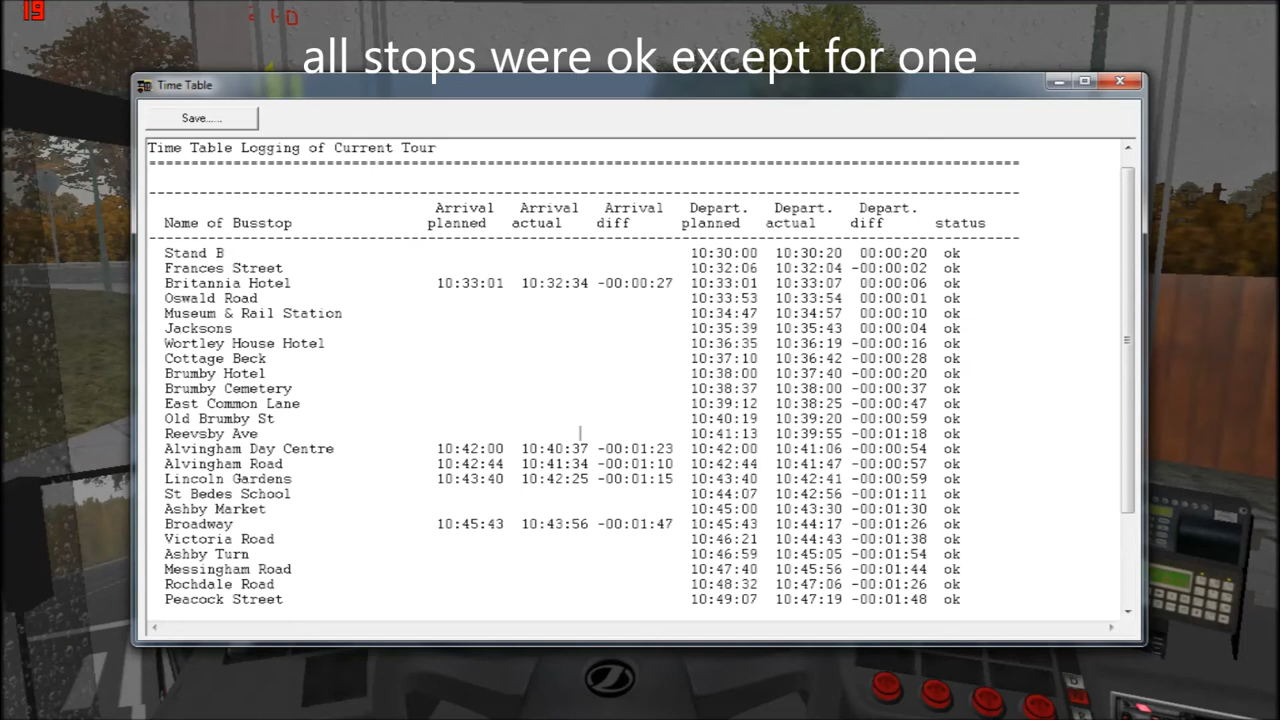 19
all stops were ok except for one
Time Table
Save......
Time Table Logging of Current Tour
Arrival Arrival Arrival Depart. Depart. Depart.
Name of Busstop planned actual diff planned actual diff status
Stand B 10:30:00 10:30:20 00:00:20 ok
Frances Street 10:32:06 10:32:04 -00:00:02 ok
Britannia Hotel 10:33:01 10:32:34 -00:00:27 10:33:01 10:33:07 00:00:06 ok
Oswald Road 10:33:53 10:33:54 00:00:01 ok
Museum & Rail Station 10:34:47 10:34:57 00:00:10 ok
Jacksons 10:35:39 10:35:43 00:00:04 ok
Wortley House Hotel 10:36:35 10:36:19 -00:00:16 ok
Cottage Beck 10:37:10 10:36:42 -00:00:28 ok
Brumby Hotel 10:38:00 10:37:40 -00:00:20 ok
Brumby Cemetery 10:38:37 10:38:00 -00:00:37 ok
East Common Lane 10:39:12 10:38:25 -00:00:47 ok
Old Brumby St 10:40:19 10:39:20 -00:00:59 ok
Reevsby Ave 10:41:13 10:39:55 -00:01:18 ok
Alvingham Day Centre 10:42:00 10:40:37 -00:01:23 10:42:00 10:41:06 -00:00:54 ok
Alvingham Road 10:42:44 10:41:34 -00:01:10 10:42:44 10:41:47 -00:00:57 ok
Lincoln Gardens 10:43:40 10:42:25 -00:01:15 10:43:40 10:42:41 -00:00:59 ok
St Bedes School 10:44:07 10:42:56 -00:01:11 ok
Ashby Market 10:45:00 10:43:30 -00:01:30 ok
Broadway 10:45:43 10:43:56 -00:01:47 10:45:43 10:44:17 -00:01:26 ok
Victoria Road 10:46:21 10:44:43 -00:01:38 ok
Ashby Turn 10:46:59 10:45:05 -00:01:54 ok
Messingham Road 10:47:40 10:45:56 -00:01:44 ok
Rochdale Road 10:48:32 10:47:06 -00:01:26 ok
Peacock Street 10:49:07 10:47:19 -00:01:48 ok